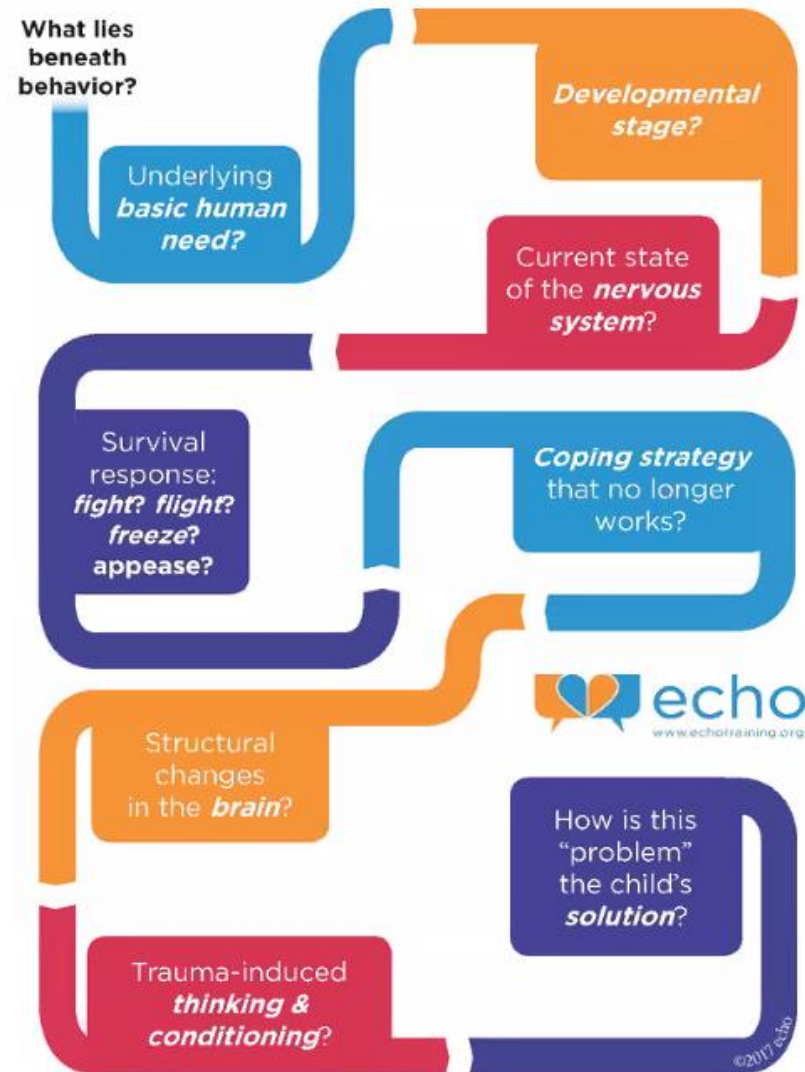 What lies
beneath
behavior?
Underlying
basic human
need?
Developmental
stage?
Current state
of the nervous
system?
Survival
response:
fight? flight?
freeze?
appease?
Coping strategy
that no longer
works?
Structural
changes
in the brain?
Trauma-induced
thinking &
conditioning?
How is this
“problem”
the child’s
solution?
echo
www.echotraining.org
©2017 echo